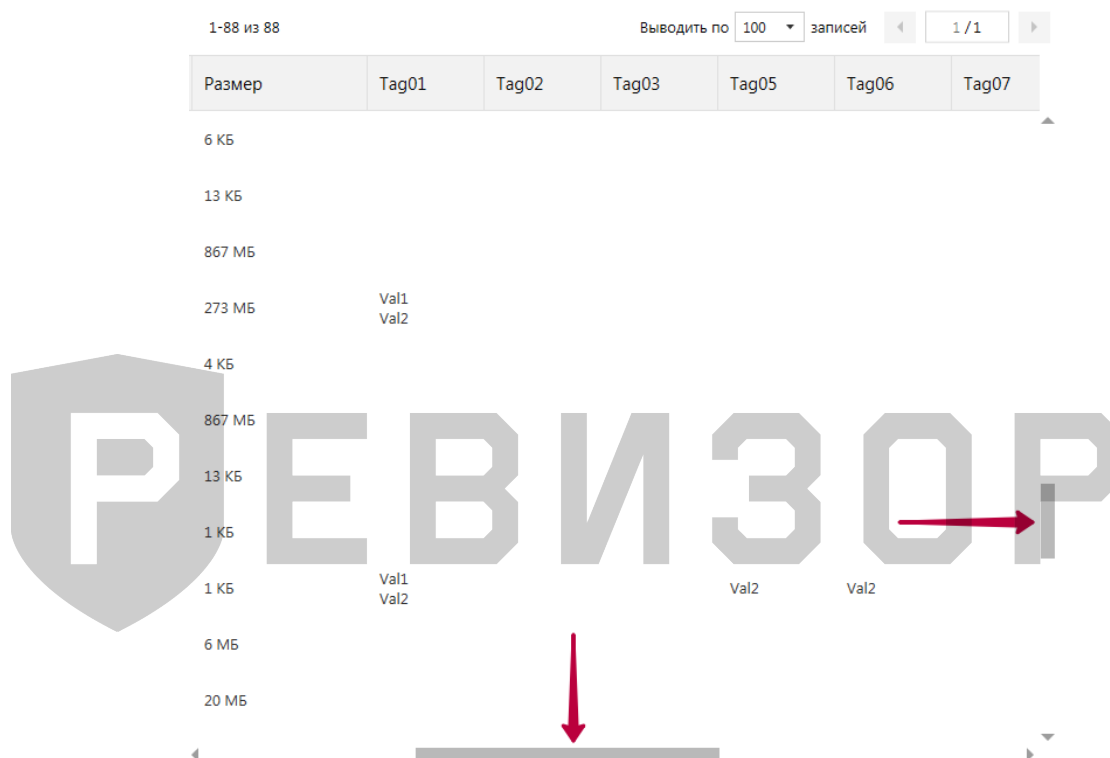 1-88 из 88 Выводить по 100 записей 1 / 1
Размер Tag01 Tag02 Tag03 Tag05 Tag06 Tag07
6 КБ
13 КБ
867 МБ
273 МБ Val1
Val2
4 КБ
867 МБ
РЕВИЗОР
13 КБ
1 КБ
1 КБ Val1 Val2 Val2
Val2
6 МБ
20 МБ